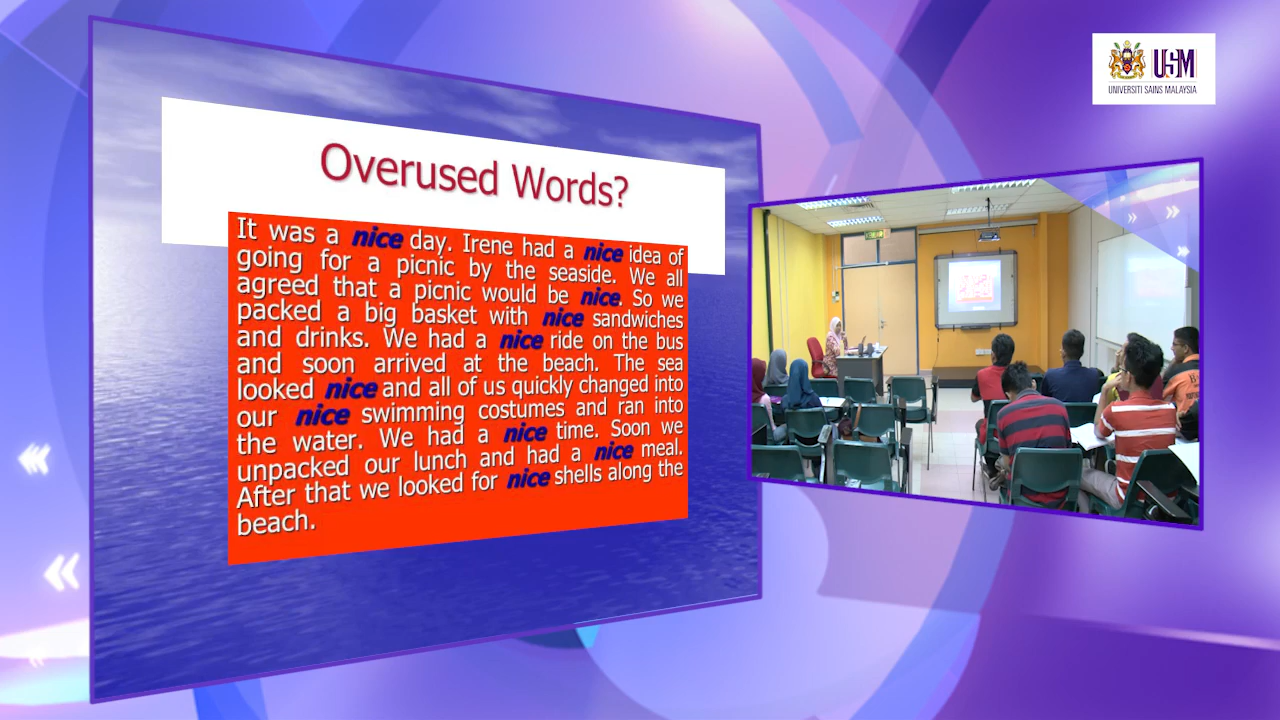 Overused Words?
It was a nice day. Irene had a nice idea of
going for a picnic by the seaside. We all
agreed that a picnic would be nice. So we
packed a big basket with nice sandwiches
and drinks. We had a nice ride on the bus
and soon arrived at the beach. The sea
looked nice and all of us quickly changed into
our nice swimming costumes and ran into
the water. We had a nice time. Soon we
unpacked our lunch and had a nice meal.
After that we looked for nice shells along the
beach.
USM
UNIVERSITI SAINS MALAYSIA